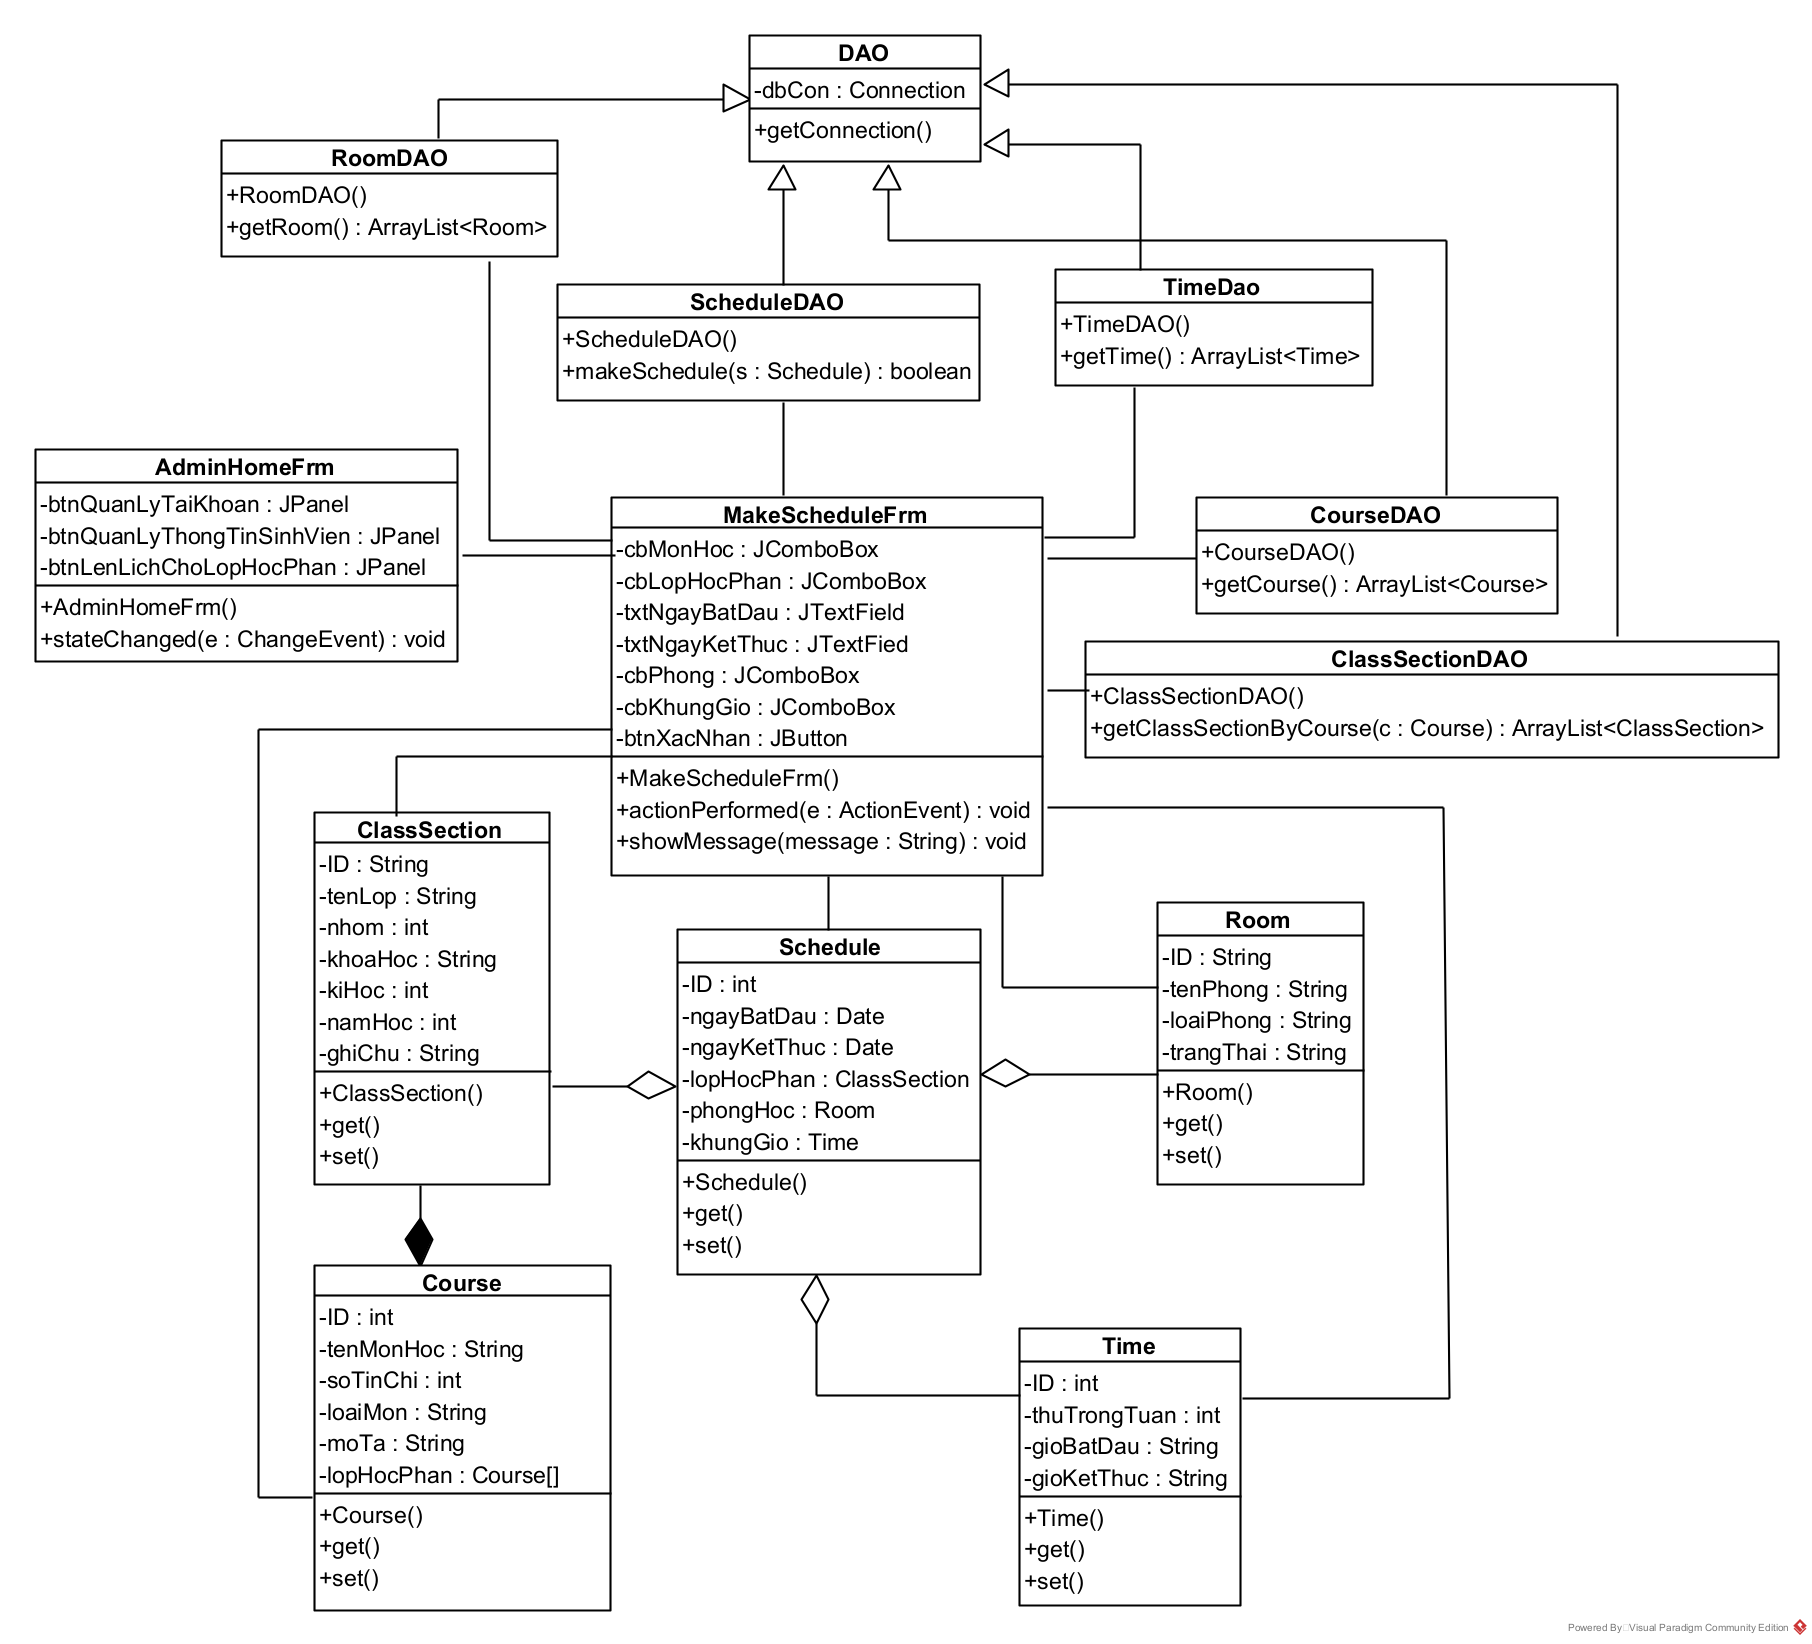 DAO
-dbCon : Connection
+getConnection()
RoomDAO
+RoomDAO()
+getRoom() : ArrayList<Room>
ScheduleDAO
+ScheduleDAO()
+makeSchedule(s : Schedule) : boolean
TimeDao
+TimeDAO()
+getTime() : ArrayList<Time>
AdminHomeFrm
-btnQuanLyTaiKhoan : JPanel
-btnQuanLyThongTinSinhVien : JPanel
-btnLenLichChoLopHocPhan : JPanel
+AdminHomeFrm()
+stateChanged(e : ChangeEvent) : void
MakeScheduleFrm
-cbMonHoc : JComboBox
-cbLopHocPhan : JComboBox
-txtNgayBatDau : JTextField
-txtNgayKetThuc : JTextFied
-cbPhong : JComboBox
-cbKhungGio : JComboBox
-btnXacNhan : JButton
+MakeScheduleFrm()
+actionPerformed(e : ActionEvent) : void
+showMessage(message : String) : void
CourseDAO
+CourseDAO()
+getCourse() : ArrayList<Course>
ClassSectionDAO
+ClassSectionDAO()
+getClassSectionByCourse(c : Course) : ArrayList<ClassSection>
ClassSection
-ID : String
-tenLop : String
-nhom : int
-khoaHoc : String
-kiHoc : int
-namHoc : int
-ghiChu : String
+ClassSection()
+get()
+set()
Schedule
-ID : int
-ngayBatDau : Date
-ngayKetThuc : Date
-lopHocPhan : ClassSection
-phongHoc : Room
-khungGio : Time
+Schedule()
+get()
+set()
Room
-ID : String
-tenPhong : String
-loaiPhong : String
-trangThai : String
+Room()
+get()
+set()
Course
-ID : int
-tenMonHoc : String
-soTinChi : int
-loaiMon : String
-moTa : String
-lopHocPhan : Course[]
+Course()
+get()
+set()
Time
-ID : int
-thuTrongTuan : int
-gioBatDau : String
-gioKetThuc : String
+Time()
+get()
+set()
Powered By Visual Paradigm Community Edition